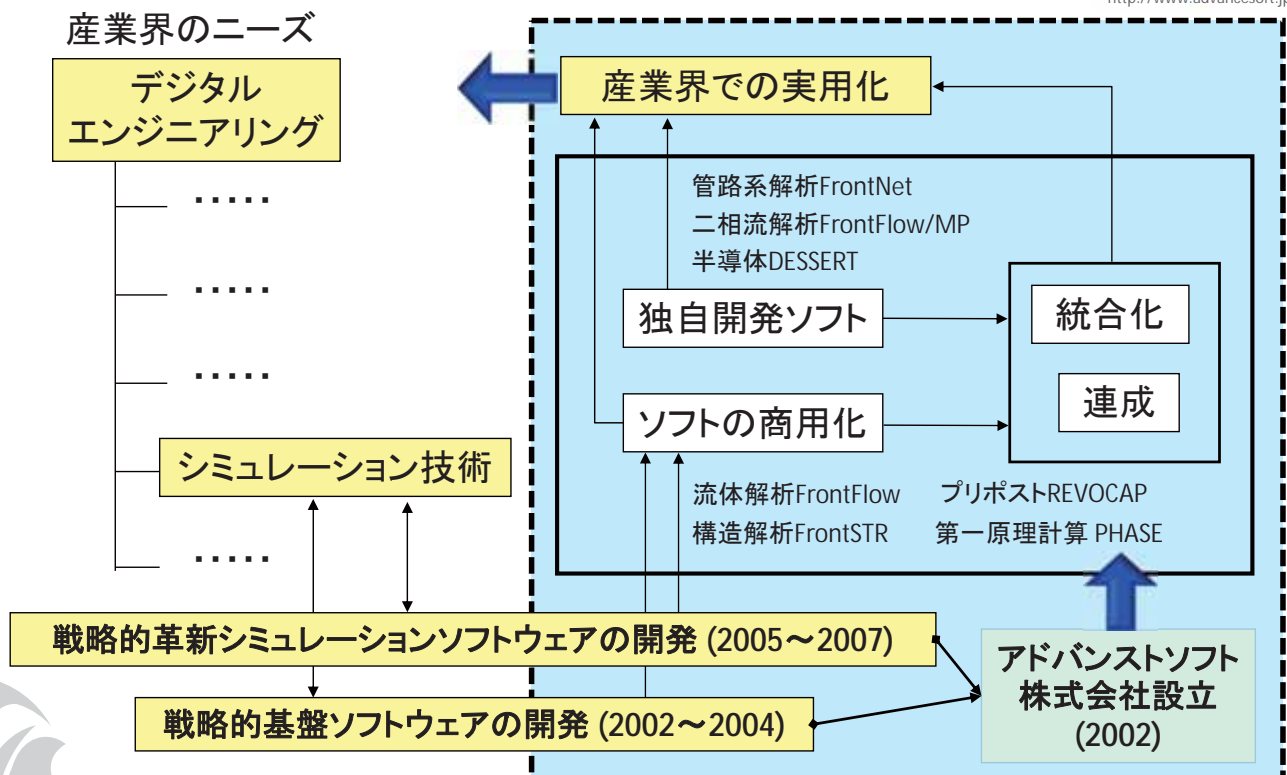 http://www.advancesoft.jp
産業界のニーズ
デジタル
エンジニアリング
・・・・・
・・・・・
・・・・・
シミュレーション技術
・・・・・
産業界での実用化
管路系解析FrontNet
二相流解析FrontFlow/MP
半導体DESSERT
独自開発ソフト
統合化
連成
ソフトの商用化
流体解析FrontFlow プリポストREVOCAP
構造解析FrontSTR 第一原理計算 PHASE
戦略的革新シミュレーションソフトウェアの開発 (2005～2007)
戦略的基盤ソフトウェアの開発 (2002～2004)
アドバンストソフト
株式会社設立
(2002)